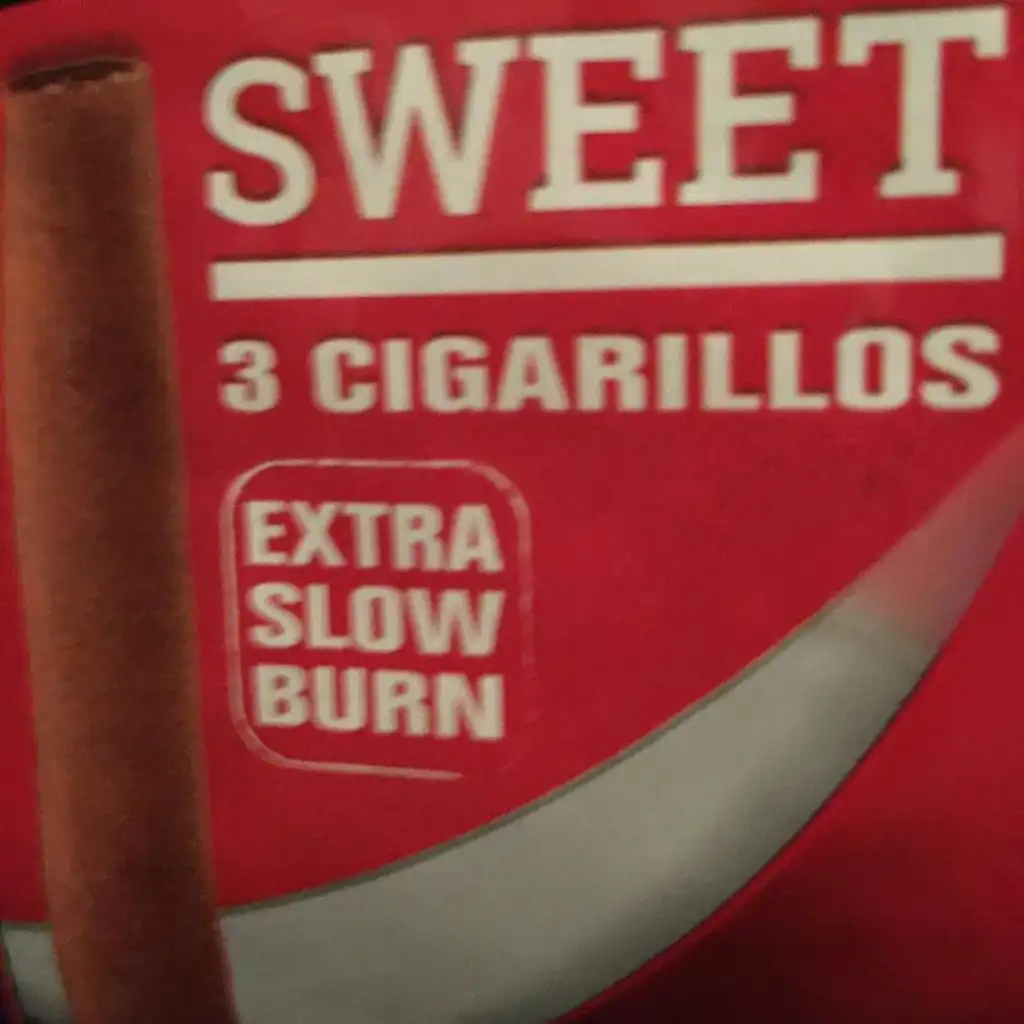 SWEET
3 CIGARILLOS
EXTRA
SLOW
BURN